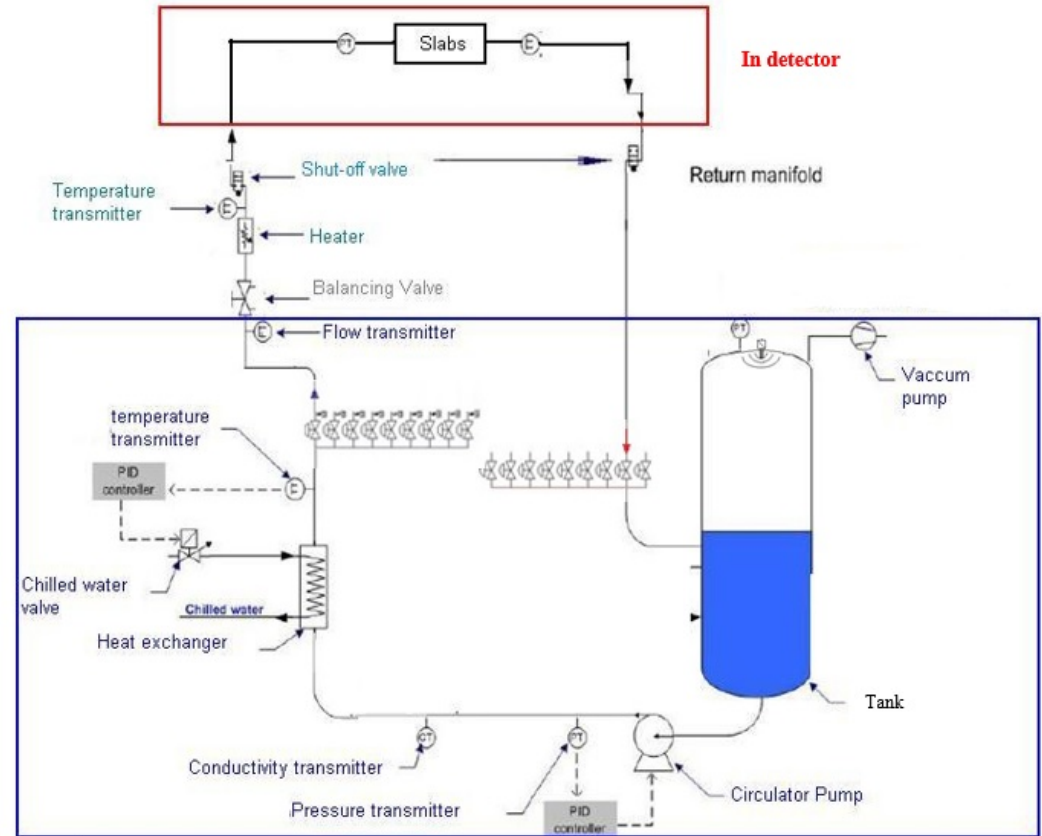 PT
Slabs
E
In detector
Shut-off valve
Return manifold
Temperature
transmitter
E
Heater
Balancing Valve
E
Flow transmitter
PT
Vaccum
pump
temperature
transmitter
PID
controller
E
Chilled water
valve
Chilled water
Heat exchanger
Tank
CT
PT
Conductivity transmitter
Pressure transmitter
Circulator Pump
PID
controller